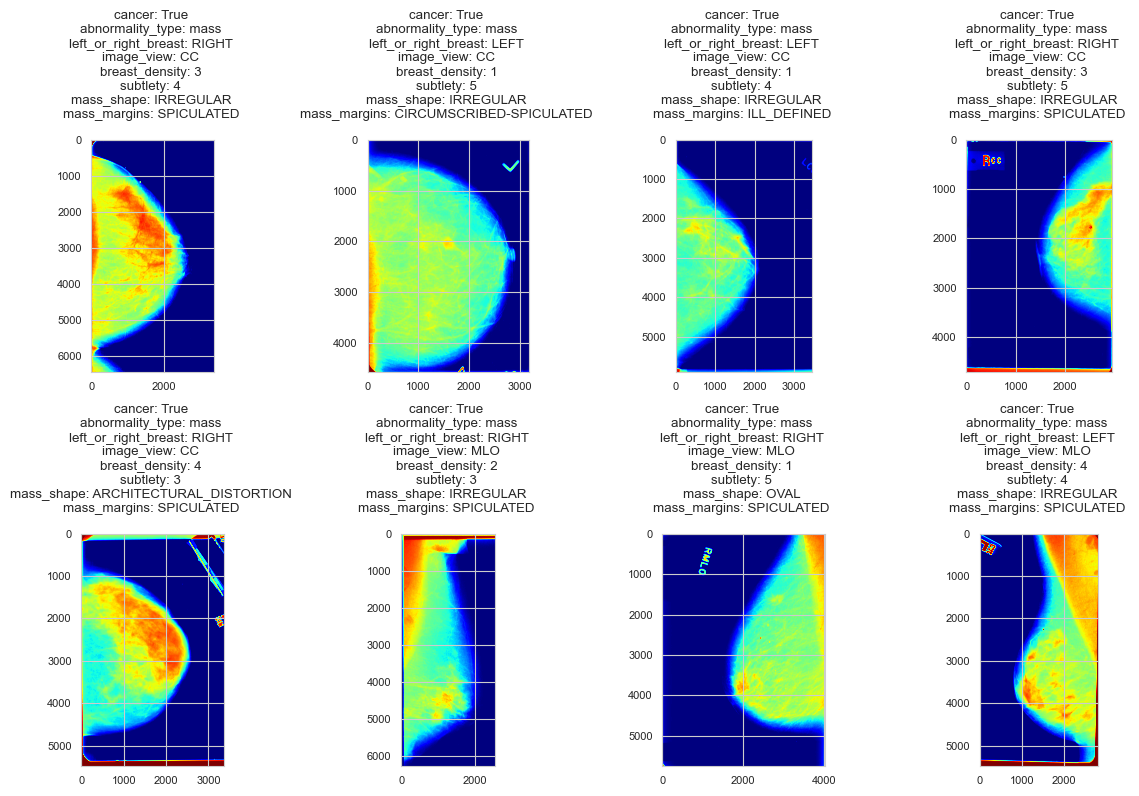 cancer: True
abnormality_type: mass
left_or_right_breast: RIGHT
image_view: CC
breast_density: 3
subtlety: 4
mass_shape: IRREGULAR
mass_margins: SPICULATED
0
1000
2000
3000
4000
5000
6000
0 2000
cancer: True
abnormality_type: mass
left_or_right_breast: LEFT
image_view: CC
breast_density: 1
subtlety: 5
mass_shape: IRREGULAR
mass_margins: CIRCUMSCRIBED-SPICULATED
0
1000
2000
3000
4000
0 1000 2000 3000
cancer: True
abnormality_type: mass
left_or_right_breast: LEFT
image_view: CC
breast_density: 1
subtlety: 4
mass_shape: IRREGULAR
mass_margins: ILL_DEFINED
0
1000
2000
3000
4000
5000
0 1000 2000 3000
cancer: True
abnormality_type: mass
left_or_right_breast: RIGHT
image_view: CC
breast_density: 3
subtlety: 5
mass_shape: IRREGULAR
mass_margins: SPICULATED
0
1000
2000
3000
4000
0 1000 2000
Rcc
cancer: True
abnormality_type: mass
left_or_right_breast: RIGHT
image_view: CC
breast_density: 4
subtlety: 3
mass_shape: ARCHITECTURAL_DISTORTION
mass_margins: SPICULATED
0
1000
2000
3000
4000
5000
0 1000 2000 3000
cancer: True
abnormality_type: mass
left_or_right_breast: RIGHT
image_view: MLO
breast_density: 2
subtlety: 3
mass_shape: IRREGULAR
mass_margins: SPICULATED
0
1000
2000
3000
4000
5000
6000
0 2000
cancer: True
abnormality_type: mass
left_or_right_breast: RIGHT
image_view: MLO
breast_density: 1
subtlety: 5
mass_shape: OVAL
mass_margins: SPICULATED
0
1000
2000
3000
4000
5000
0 2000 4000
RMLO
cancer: True
abnormality_type: mass
left_or_right_breast: LEFT
image_view: MLO
breast_density: 4
subtlety: 4
mass_shape: IRREGULAR
mass_margins: SPICULATED
0
1000
2000
3000
4000
5000
0 1000 2000